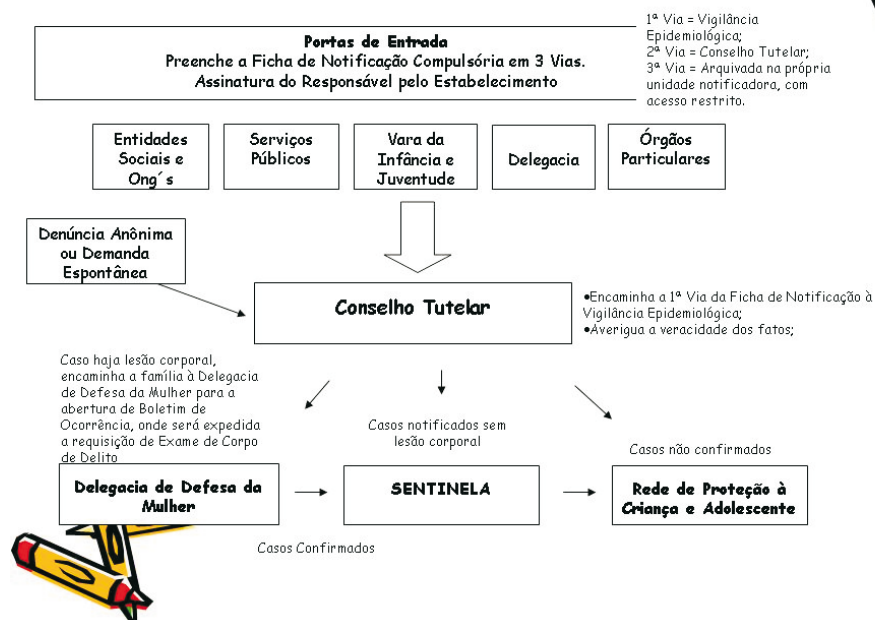 Portas de Entrada
Preenche a Ficha de Notificação Compulsória em 3 Vias.
Assinatura do Responsável pelo Estabelecimento
1ª Via = Vigilância
Epidemiológica;
2ª Via = Conselho Tutelar;
3ª Via = Arquivada na própria
unidade notificadora, com
acesso restrito.
Entidades
Sociais e
Ong´s
Serviços
Públicos
Vara da
Infância e
Juventude
Delegacia
Órgãos
Particulares
Denúncia Anônima
ou Demanda
Espontânea
Conselho Tutelar
•Encaminha a 1ª Via da Ficha de Notificação à
Vigilância Epidemiológica;
•Averigua a veracidade dos fatos;
Caso haja lesão corporal,
encaminha a família à Delegacia
de Defesa da Mulher para a
abertura de Boletim de
Ocorrência, onde será expedida
a requisição de Exame de Corpo
de Delito
Casos notificados sem
lesão corporal
Casos não confirmados
Delegacia de Defesa da
Mulher
SENTINELA
Rede de Proteção à
Criança e Adolescente
Casos Confirmados